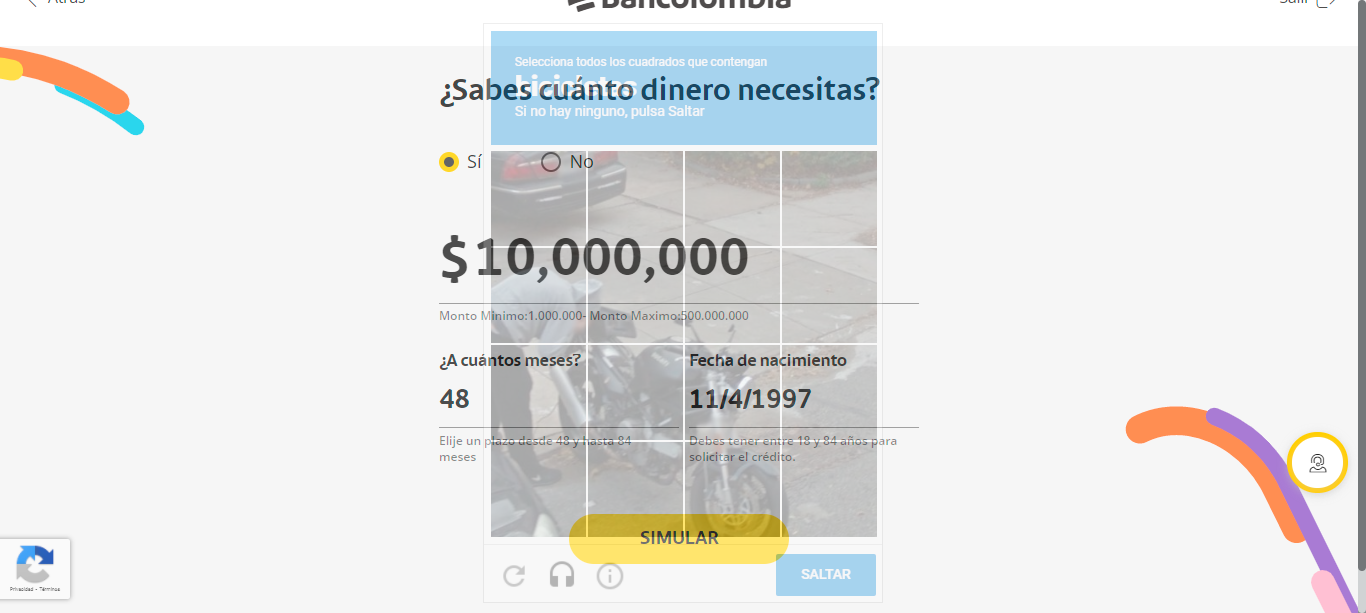 Atrás
Bancolombia
Salir
Selecciona todos los cuadrados que contengan
bicicletas
¿Sabes cuánto dinero necesitas?
Si no hay ninguno, pulsa Saltar
Sí
No
$10,000,000
Monto Minimo:1.000.000- Monto Maximo:500.000.000
¿A cuántos meses?
48
Elije un plazo desde 48 y hasta 84
meses
Fecha de nacimiento
11/4/1997
Debes tener entre 18 y 84 años para
solicitar el crédito.
SIMULAR
SALTAR
Privacidad - Términos